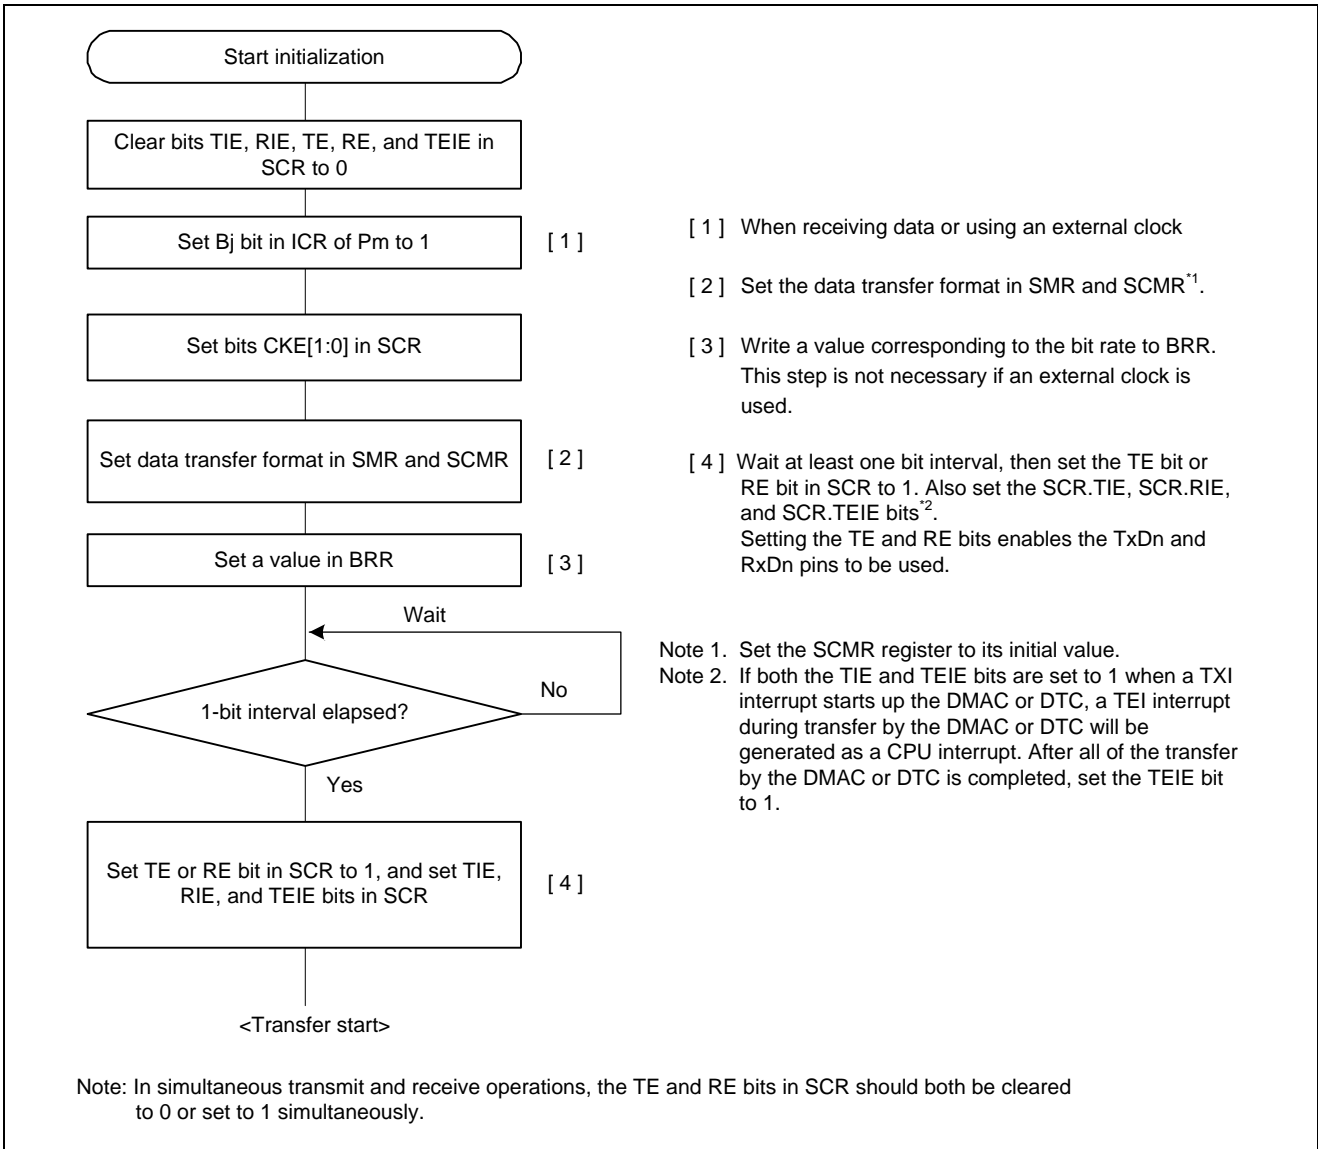 Start initialization
Clear bits TIE, RIE, TE, RE, and TEIE in
SCR to 0
Set Bj bit in ICR of Pm to 1
[ 1 ]
Set bits CKE[1:0] in SCR
Set data transfer format in SMR and SCMR
[ 2 ]
Set a value in BRR
[ 3 ]
Wait
1-bit interval elapsed?
No
Yes
Set TE or RE bit in SCR to 1, and set TIE,
RIE, and TEIE bits in SCR
[ 4 ]
<Transfer start>
[ 1 ] When receiving data or using an external clock
[ 2 ] Set the data transfer format in SMR and SCMR*1.
[ 3 ] Write a value corresponding to the bit rate to BRR.
This step is not necessary if an external clock is
used.
[ 4 ] Wait at least one bit interval, then set the TE bit or
RE bit in SCR to 1. Also set the SCR.TIE, SCR.RIE,
and SCR.TEIE bits*2.
Setting the TE and RE bits enables the TxDn and
RxDn pins to be used.
Note 1. Set the SCMR register to its initial value.
Note 2. If both the TIE and TEIE bits are set to 1 when a TXI
interrupt starts up the DMAC or DTC, a TEI interrupt
during transfer by the DMAC or DTC will be
generated as a CPU interrupt. After all of the transfer
by the DMAC or DTC is completed, set the TEIE bit
to 1.
Note: In simultaneous transmit and receive operations, the TE and RE bits in SCR should both be cleared
to 0 or set to 1 simultaneously.